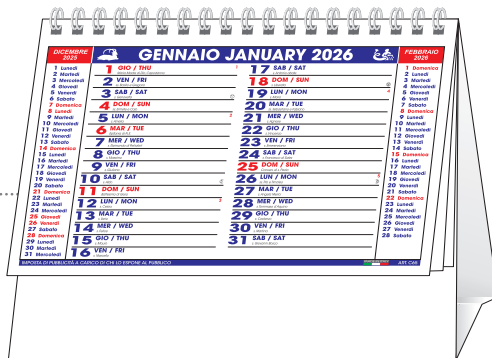 DICEMBRE
2025
GENNAIO JANUARY 2026
FEBBRAIO
2026
1 Lunedì
2 Martedì
3 Mercoledì
4 Giovedì
5 Venerdì
6 Sabato
7 Domenica
8 Lunedì
9 Martedì
10 Mercoledì
11 Giovedì
12 Venerdì
13 Sabato
14 Domenica
15 Lunedì
16 Martedì
17 Mercoledì
18 Giovedì
19 Venerdì
20 Sabato
21 Domenica
22 Lunedì
23 Martedì
24 Mercoledì
25 Giovedì
26 Venerdì
27 Sabato
28 Domenica
29 Lunedì
30 Martedì
31 Mercoledì
1 GIO / THU
2 VEN / FRI
3 SAB / SAT
4 DOM / SUN
5 LUN / MON
6 MAR / TUE
7 MER / WED
8 GIO / THU
9 VEN / FRI
10 SAB / SAT
11 DOM / SUN
12 LUN / MON
13 MAR / TUE
14 MER / WED
15 GIO / THU
16 VEN / FRI
17 SAB / SAT
18 DOM / SUN
19 LUN / MON
20 MAR / TUE
21 MER / WED
22 GIO / THU
23 VEN / FRI
24 SAB / SAT
25 DOM / SUN
26 LUN / MON
27 MAR / TUE
28 MER / WED
29 GIO / THU
30 VEN / FRI
31 SAB / SAT
1 Domenica
2 Lunedì
3 Martedì
4 Mercoledì
5 Giovedì
6 Venerdì
7 Sabato
8 Domenica
9 Lunedì
10 Martedì
11 Mercoledì
12 Giovedì
13 Venerdì
14 Sabato
15 Domenica
16 Lunedì
17 Martedì
18 Mercoledì
19 Giovedì
20 Venerdì
21 Sabato
22 Domenica
23 Lunedì
24 Martedì
25 Mercoledì
26 Giovedì
27 Venerdì
28 Sabato
IMPOSTA DI PUBBLICITÀ A CARICO DI CHI LO ESPONE AL PUBBLICO
ART. C66